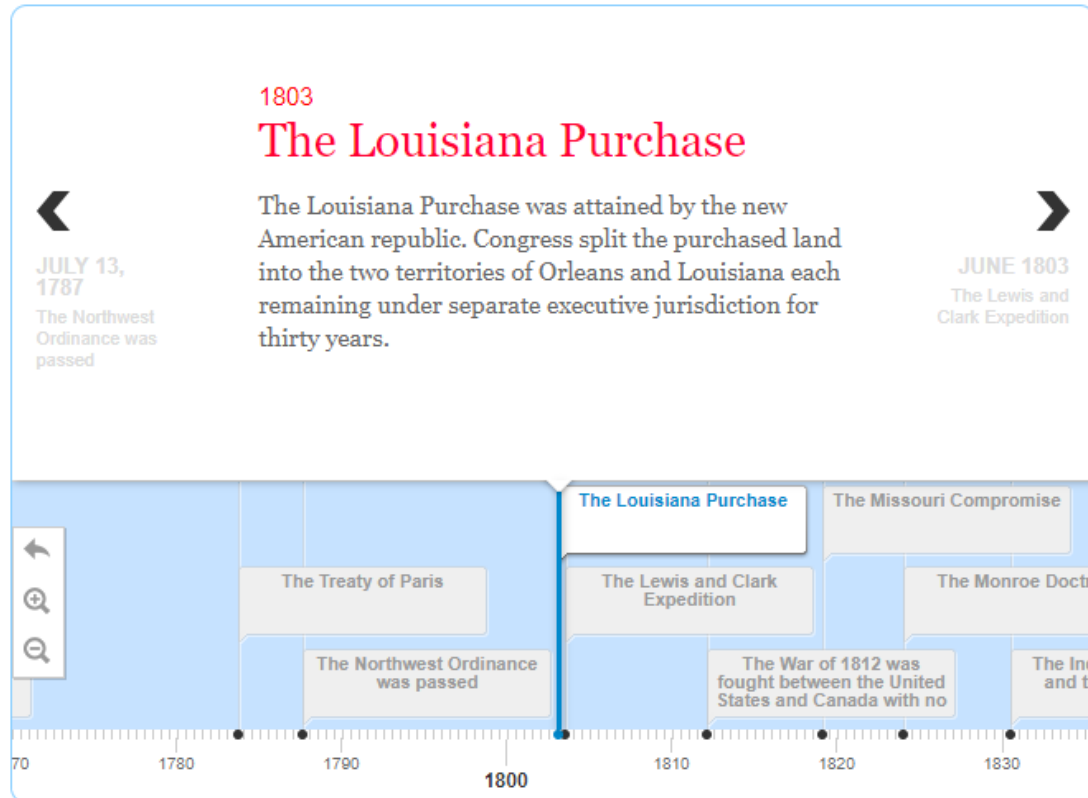 1803
The Louisiana Purchase
The Louisiana Purchase was attained by the new
American republic. Congress split the purchased land
into the two territories of Orleans and Louisiana each
remaining under separate executive jurisdiction for
thirty years.
JULY 13,
1787
The Northwest
Ordinance was
passed
JUNE 1803
The Lewis and
Clark Expedition
The Louisiana Purchase
The Missouri Compromise
The Treaty of Paris
The Lewis and Clark
Expedition
The Monroe Doctr
The Northwest Ordinance
was passed
The War of 1812 was
fought between the United
States and Canada with no
The In
and t
70
1780
1790
1800
1810
1820
1830